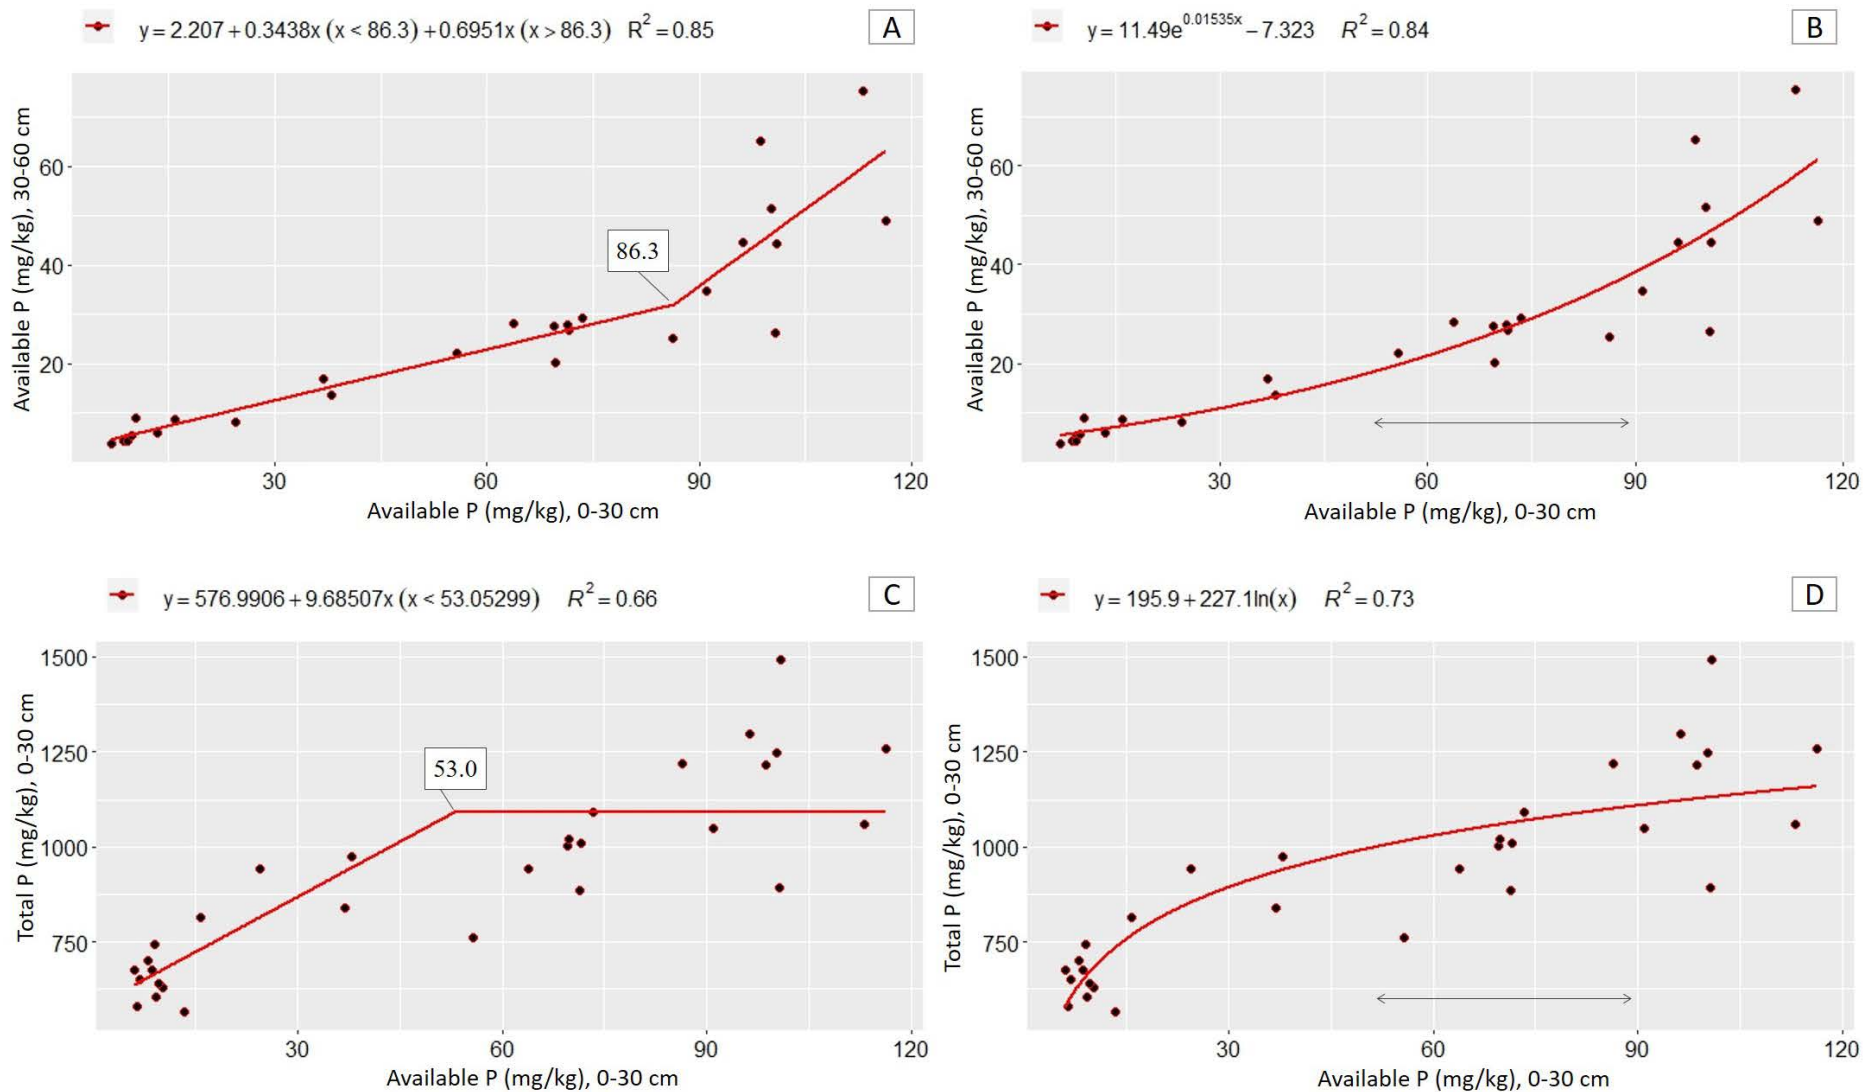 y = 2.207 + 0.3438x (x < 86.3) + 0.6951x (x > 86.3) R² = 0.85
A
Available P (mg/kg), 30-60 cm
60
40
20
86.3
30
60
90
120
Available P (mg/kg), 0-30 cm
y = 11.49e^0.01535x − 7.323 R² = 0.84
B
Available P (mg/kg), 30-60 cm
60
40
20
30
60
90
120
Available P (mg/kg), 0-30 cm
y = 576.9906 + 9.68507x (x < 53.05299) R² = 0.66
C
Total P (mg/kg), 0-30 cm
1500
1250
1000
750
53.0
30
60
90
120
Available P (mg/kg), 0-30 cm
y = 195.9 + 227.1ln(x) R² = 0.73
D
Total P (mg/kg), 0-30 cm
1500
1250
1000
750
30
60
90
120
Available P (mg/kg), 0-30 cm